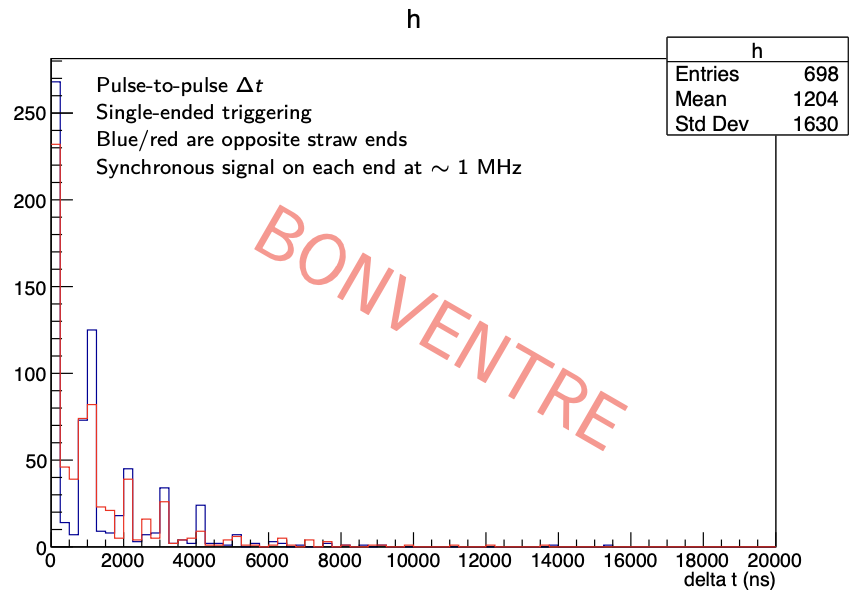 h
h
Entries 698
Mean 1204
Std Dev 1630
Pulse-to-pulse Δt
Single-ended triggering
Blue/red are opposite straw ends
Synchronous signal on each end at ∼ 1 MHz
BONVENTRE
250
200
150
100
50
0
0 2000 4000 6000 8000 10000 12000 14000 16000 18000 20000
delta t (ns)